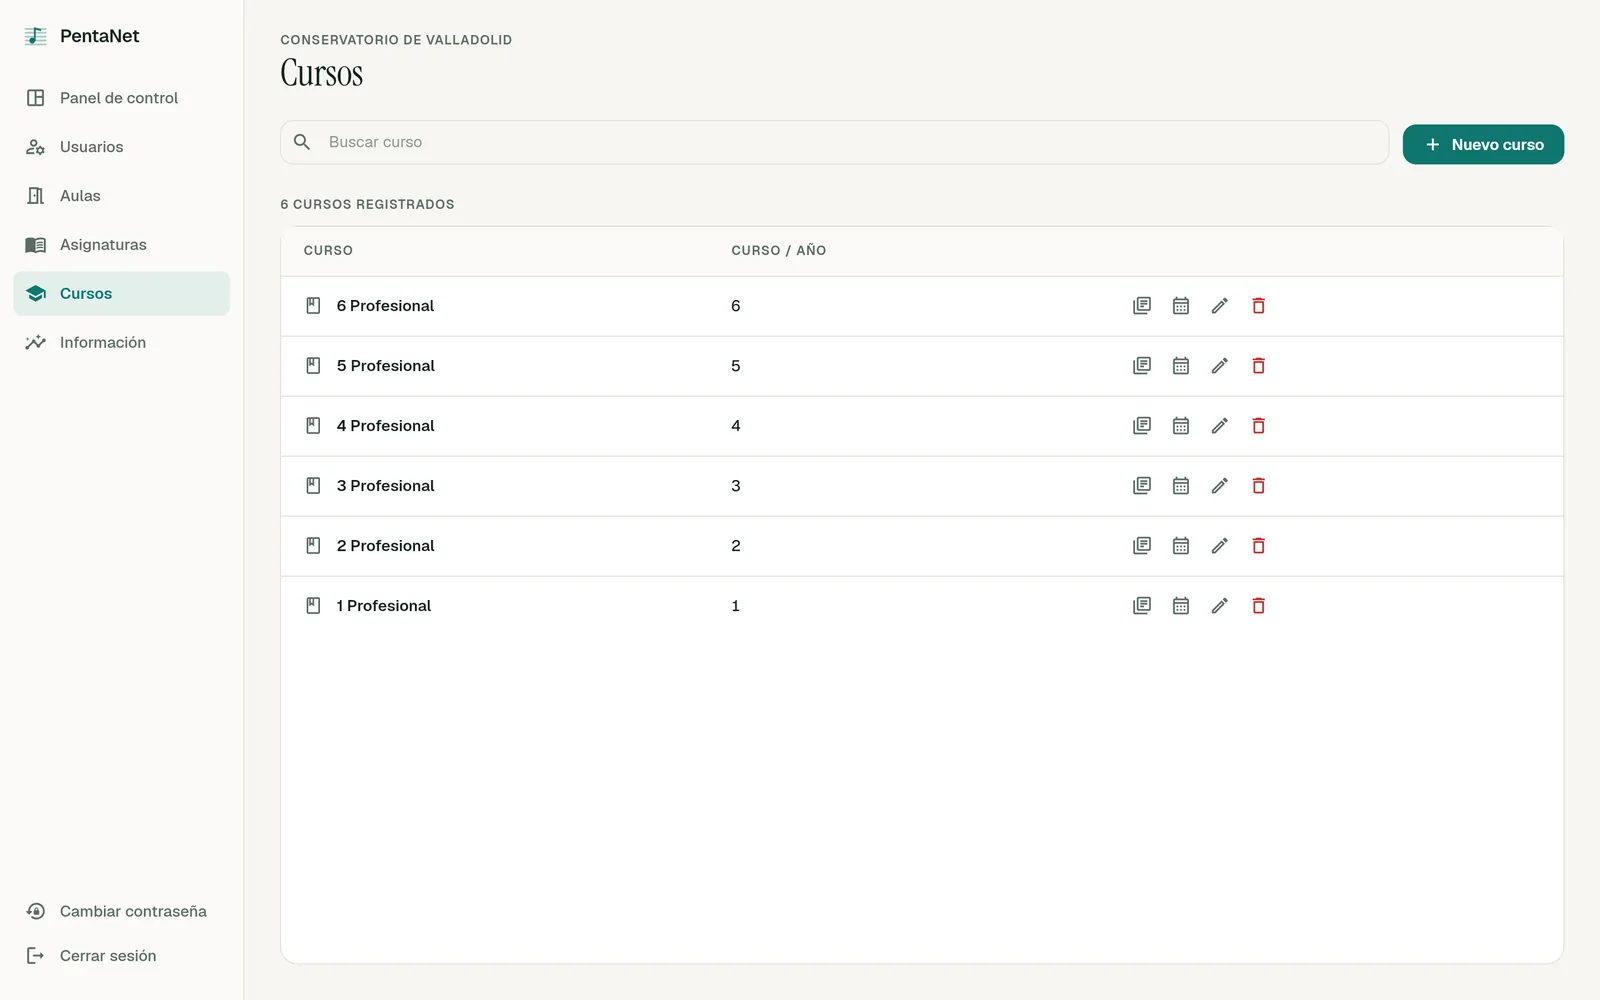 PentaNet
Panel de control
Usuarios
Aulas
Asignaturas
Cursos
Información
Cambiar contraseña
Cerrar sesión
CONSERVATORIO DE VALLADOLID
Cursos
Buscar curso
+ Nuevo curso
6 CURSOS REGISTRADOS
CURSO CURSO / AÑO
6 Profesional 6
5 Profesional 5
4 Profesional 4
3 Profesional 3
2 Profesional 2
1 Profesional 1